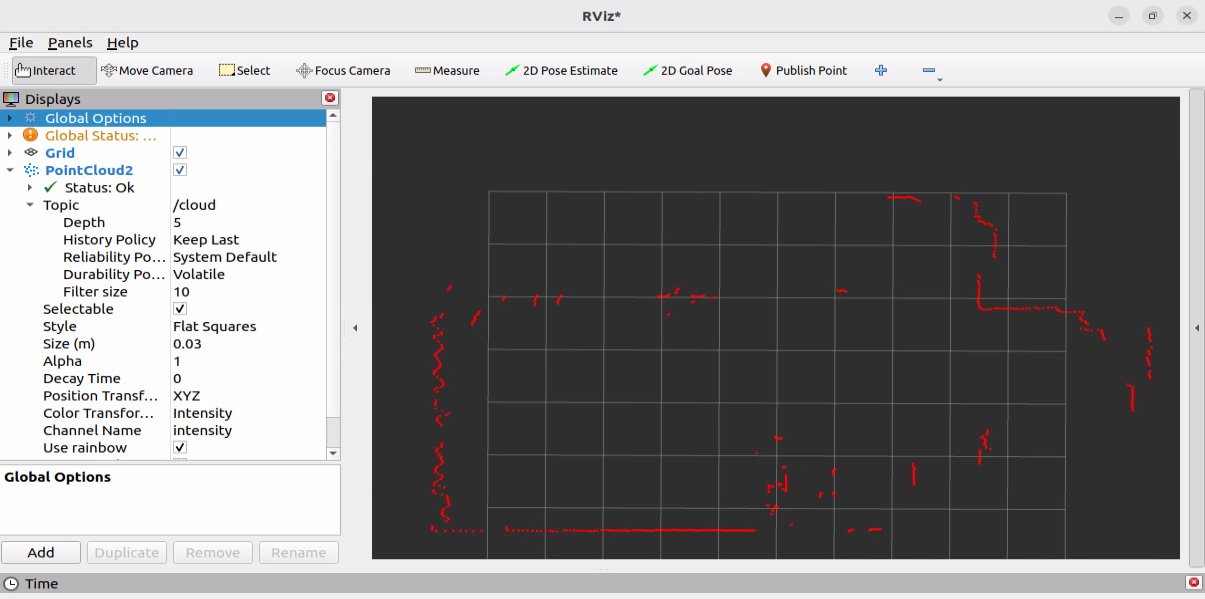 RViz*
File Panels Help
Interact Move Camera Select Focus Camera Measure 2D Pose Estimate 2D Goal Pose Publish Point
Displays
Global Options
Global Status: ...
Grid
PointCloud2
Status: Ok
Topic /cloud
Depth 5
History Policy Keep Last
Reliability Po... System Default
Durability Po... Volatile
Filter size 10
Selectable
Style Flat Squares
Size (m) 0.03
Alpha 1
Decay Time 0
Position Transf... XYZ
Color Transfor... Intensity
Channel Name intensity
Use rainbow
Global Options
Add Duplicate Remove Rename
Time